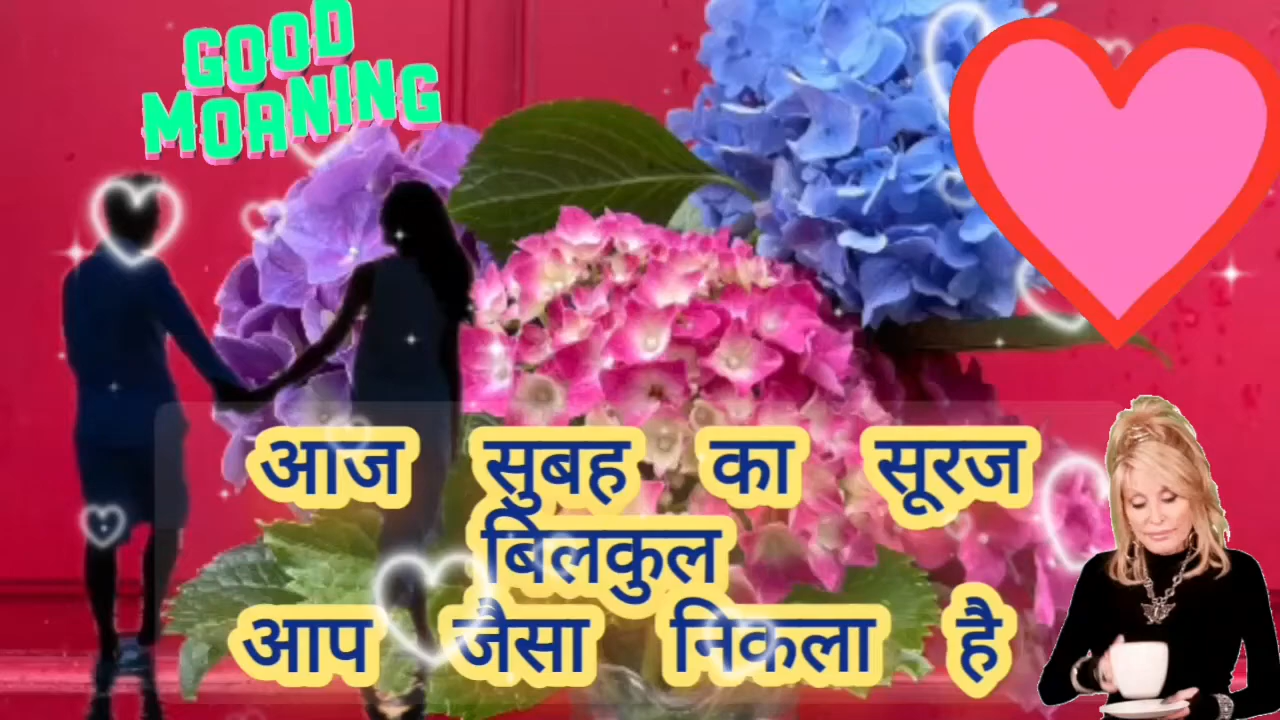 GOOD
MORNING
आज सुबह का सूरज
बिलकुल
आप जैसा निकला है